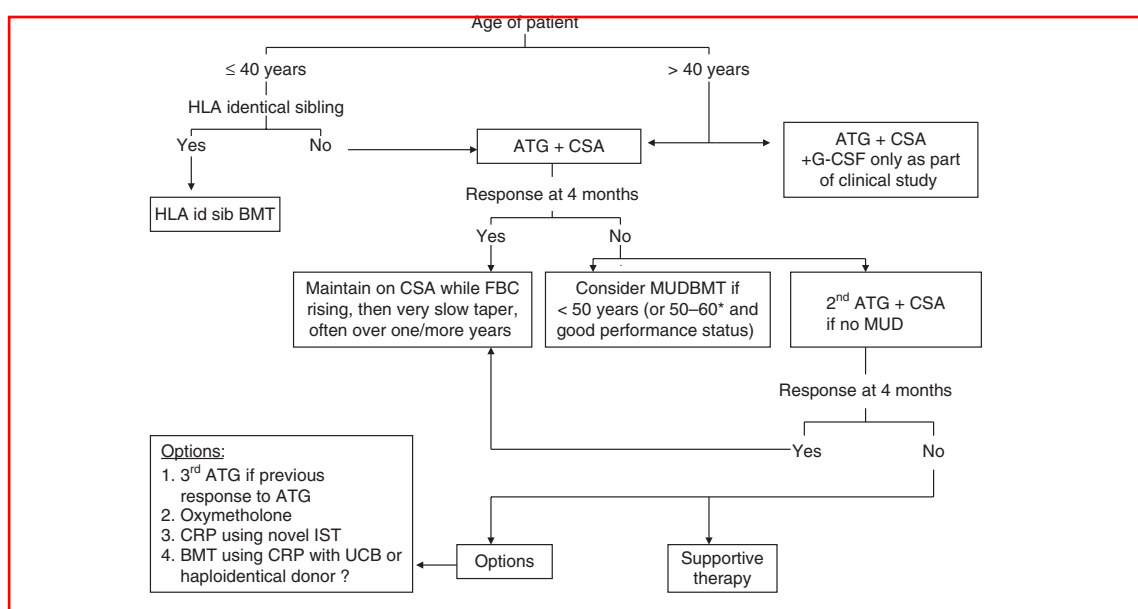 Age of patient
≤ 40 years
> 40 years
HLA identical sibling
Yes
No
ATG + CSA
ATG + CSA
+G-CSF only as part
of clinical study
HLA id sib BMT
Response at 4 months
Yes
No
Maintain on CSA while FBC
rising, then very slow taper,
often over one/more years
Consider MUDBMT if
< 50 years (or 50–60* and
good performance status)
2nd ATG + CSA
if no MUD
Response at 4 months
Yes
No
Options:
1. 3rd ATG if previous
response to ATG
2. Oxymetholone
3. CRP using novel IST
4. BMT using CRP with UCB or
haploidentical donor ?
Options
Supportive
therapy